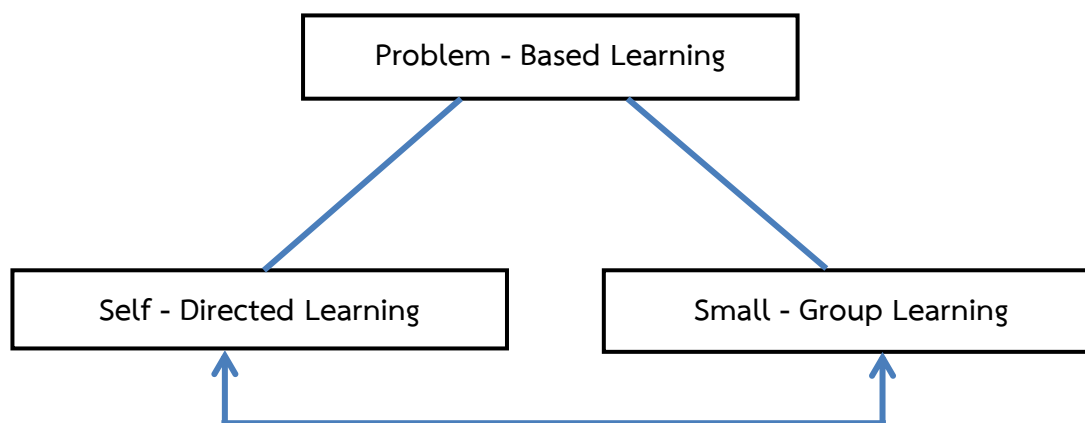 Problem - Based Learning
Self - Directed Learning
Small - Group Learning